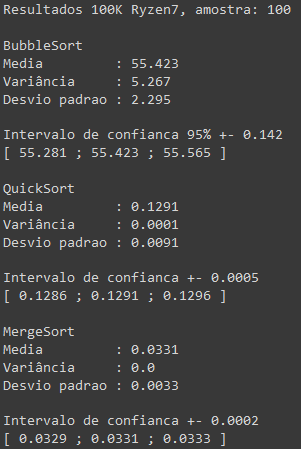 Resultados 100K Ryzen7, amostra: 100
BubbleSort
Media : 55.423
Variância : 5.267
Desvio padrao : 2.295
Intervalo de confianca 95% +- 0.142
[ 55.281 ; 55.423 ; 55.565 ]
QuickSort
Media : 0.1291
Variância : 0.0001
Desvio padrao : 0.0091
Intervalo de confianca +- 0.0005
[ 0.1286 ; 0.1291 ; 0.1296 ]
MergeSort
Media : 0.0331
Variância : 0.0
Desvio padrao : 0.0033
Intervalo de confianca +- 0.0002
[ 0.0329 ; 0.0331 ; 0.0333 ]